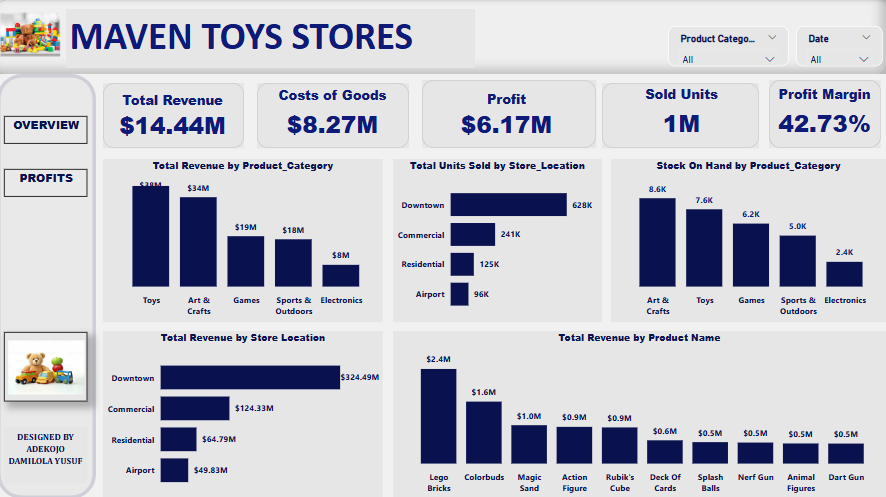 MAVEN TOYS STORES
Product Catego...
All
Date
All
OVERVIEW
PROFITS
DESIGNED BY
ADEKOJO
DAMILOLA YUSUF
Total Revenue
$14.44M
Costs of Goods
$8.27M
Profit
$6.17M
Sold Units
1M
Profit Margin
42.73%
Total Revenue by Product_Category
$38M
$34M
$19M
$18M
$8M
Toys
Art &
Crafts
Games
Sports &
Outdoors
Electronics
Total Units Sold by Store_Location
Downtown 628K
Commercial 241K
Residential 125K
Airport 96K
Stock On Hand by Product_Category
8.6K
7.6K
6.2K
5.0K
2.4K
Art &
Crafts
Toys
Games
Sports &
Outdoors
Electronics
Total Revenue by Store Location
Downtown $324.49M
Commercial $124.33M
Residential $64.79M
Airport $49.83M
Total Revenue by Product Name
$2.4M
$1.6M
$1.0M
$0.9M
$0.9M
$0.6M
$0.5M
$0.5M
$0.5M
$0.5M
Lego
Bricks
Colorbuds
Magic
Sand
Action
Figure
Rubik's
Cube
Deck Of
Cards
Splash
Balls
Nerf Gun
Animal
Figures
Dart Gun